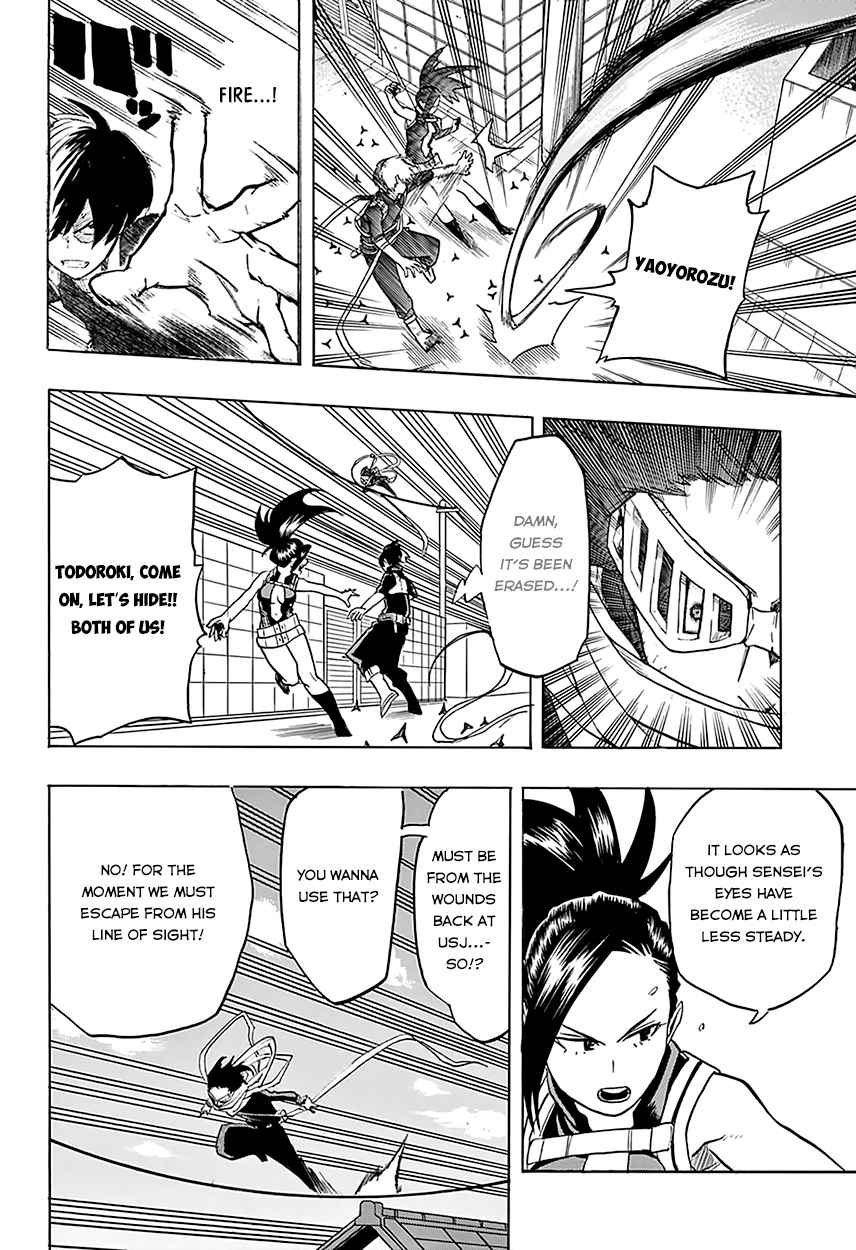 YAOYOROZU!
FIRE...!
DAMN,
GUESS
IT'S BEEN
ERASED...!
TODOROKI, COME
ON, LET'S HIDE!!
BOTH OF US!
IT LOOKS AS
THOUGH SENSEI'S
EYES HAVE
BECOME A LITTLE
LESS STEADY.
MUST BE
FROM THE
WOUNDS
BACK AT
USJ...-
SO!?
YOU WANNA
USE THAT?
NO! FOR THE
MOMENT WE MUST
ESCAPE FROM HIS
LINE OF SIGHT!